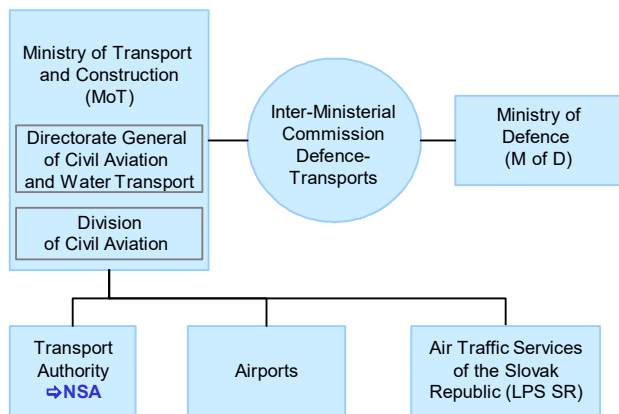 Ministry of Transport
and Construction
(MoT)
Directorate General
of Civil Aviation
and Water Transport
Division
of Civil Aviation
Inter-Ministerial
Commission
Defence-
Transports
Ministry of
Defence
(M of D)
Transport
Authority
⇨NSA
Airports
Air Traffic Services
of the Slovak
Republic (LPS SR)